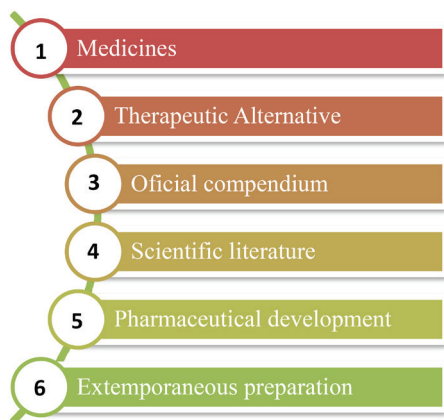 1 Medicines
2 Therapeutic Alternative
3 Oficial compendium
4 Scientific literature
5 Pharmaceutical development
6 Extemporaneous preparation